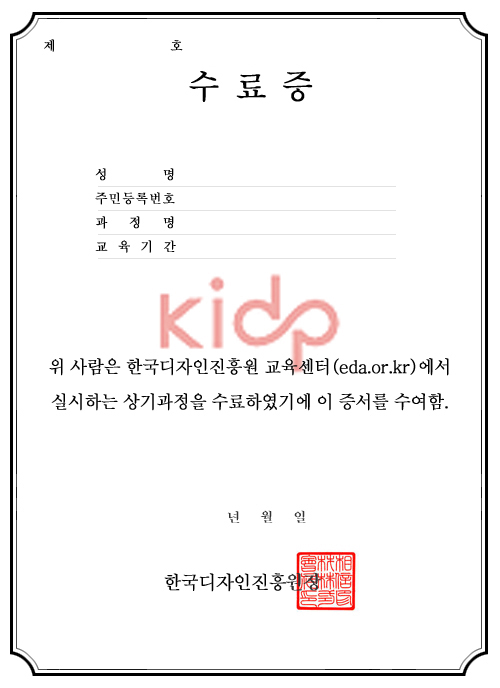 제 호
수 료 증
성 명
주민등록번호
과 정 명
교 육 기 간
kidp
위 사람은 한국디자인진흥원 교육센터(eda.or.kr)에서
실시하는 상기과정을 수료하였기에 이 증서를 수여함.
년 월 일
한국디자인진흥원장